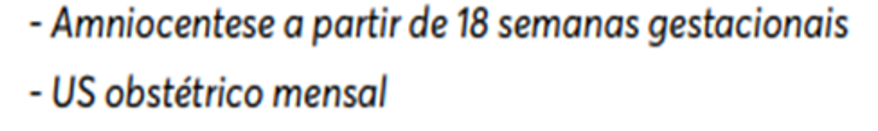 - Amniocentese a partir de 18 semanas gestacionais
- US obstétrico mensal